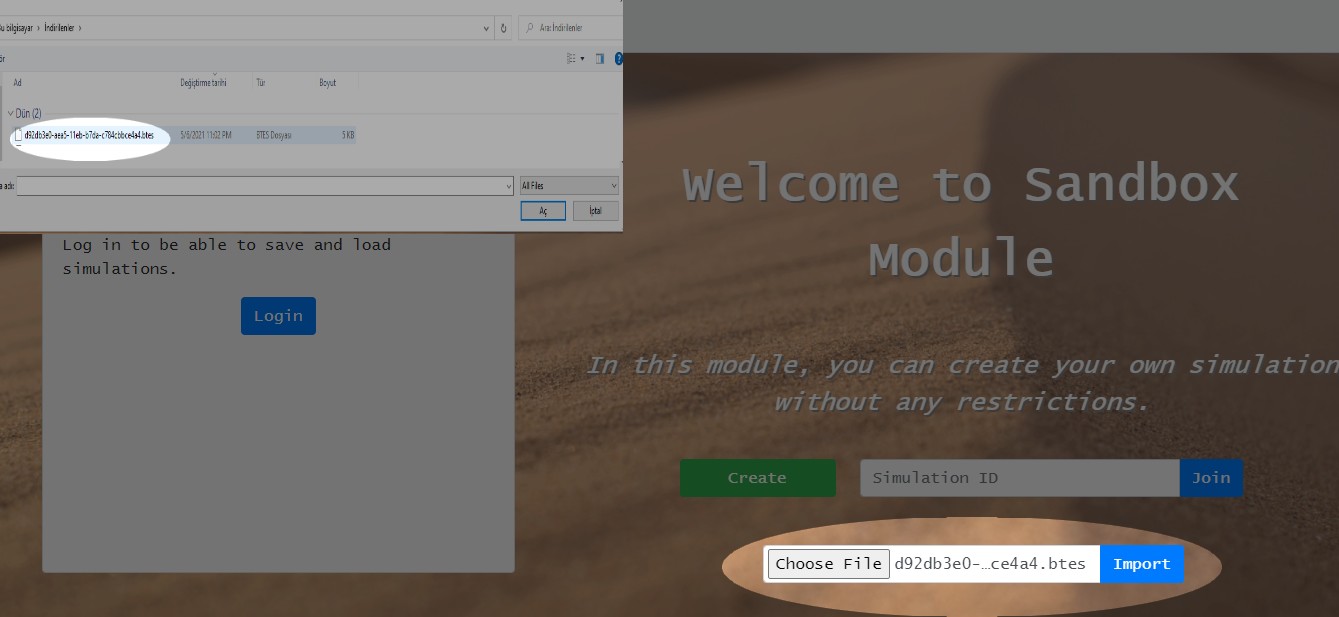 bilgisayar › İndirilenler ›
Ara: İndirilenler
Ad
Değiştirme tarihi
Tür
Boyut
Dün (2)
d92db3e0-aea5-11eb-b7da-c784cbbce4a4.btes
5/6/2021 11:02 PM
BTES Dosyası
5 KB
adı:
All Files
Aç
İptal
Log in to be able to save and load
simulations.
Login
Welcome to Sandbox
Module
In this module, you can create your own simulation
without any restrictions.
Create
Simulation ID
Join
Choose File
d92db3e0-…ce4a4.btes
Import